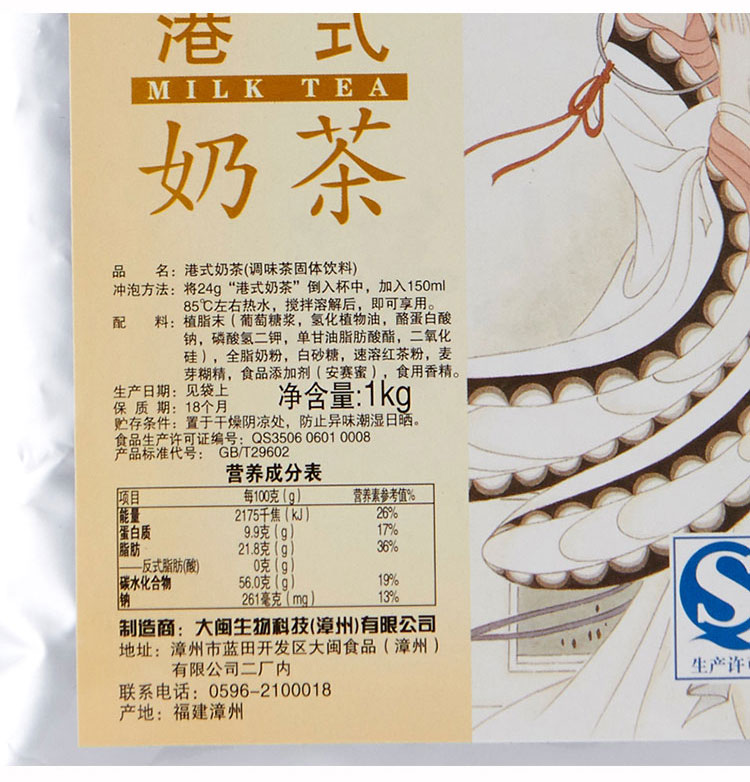 港式
MILK TEA
奶茶
品 名：港式奶茶(调味茶固体饮料)
冲泡方法：将24g“港式奶茶”倒入杯中，加入150ml
85℃左右热水，搅拌溶解后，即可享用。
配 料：植脂末（葡萄糖浆，氢化植物油，酪蛋白酸
钠，磷酸氢二钾，单甘油脂肪酸酯，二氧化
硅），全脂奶粉，白砂糖，速溶红茶粉，麦
芽糊精，食品添加剂（安赛蜜），食用香精。
生产日期：见袋上
保 质 期：18个月
净含量:1kg
贮存条件：置于干燥阴凉处，防止异味潮湿日晒。
食品生产许可证编号：QS3506 0601 0008
产品标准代号： GB/T29602
营养成分表
项目 每100克(g) 营养素参考值%
能量 2175千焦(kJ) 26%
蛋白质 9.9克(g) 17%
脂肪 21.8克(g) 36%
——反式脂肪(酸) 0克(g)
碳水化合物 56.0克(g) 19%
钠 261毫克(mg) 13%
制造商：大闽生物科技(漳州)有限公司
地址：漳州市蓝田开发区大闽食品（漳州）
有限公司二厂内
联系电话：0596-2100018
产地：福建漳州
S
生产许